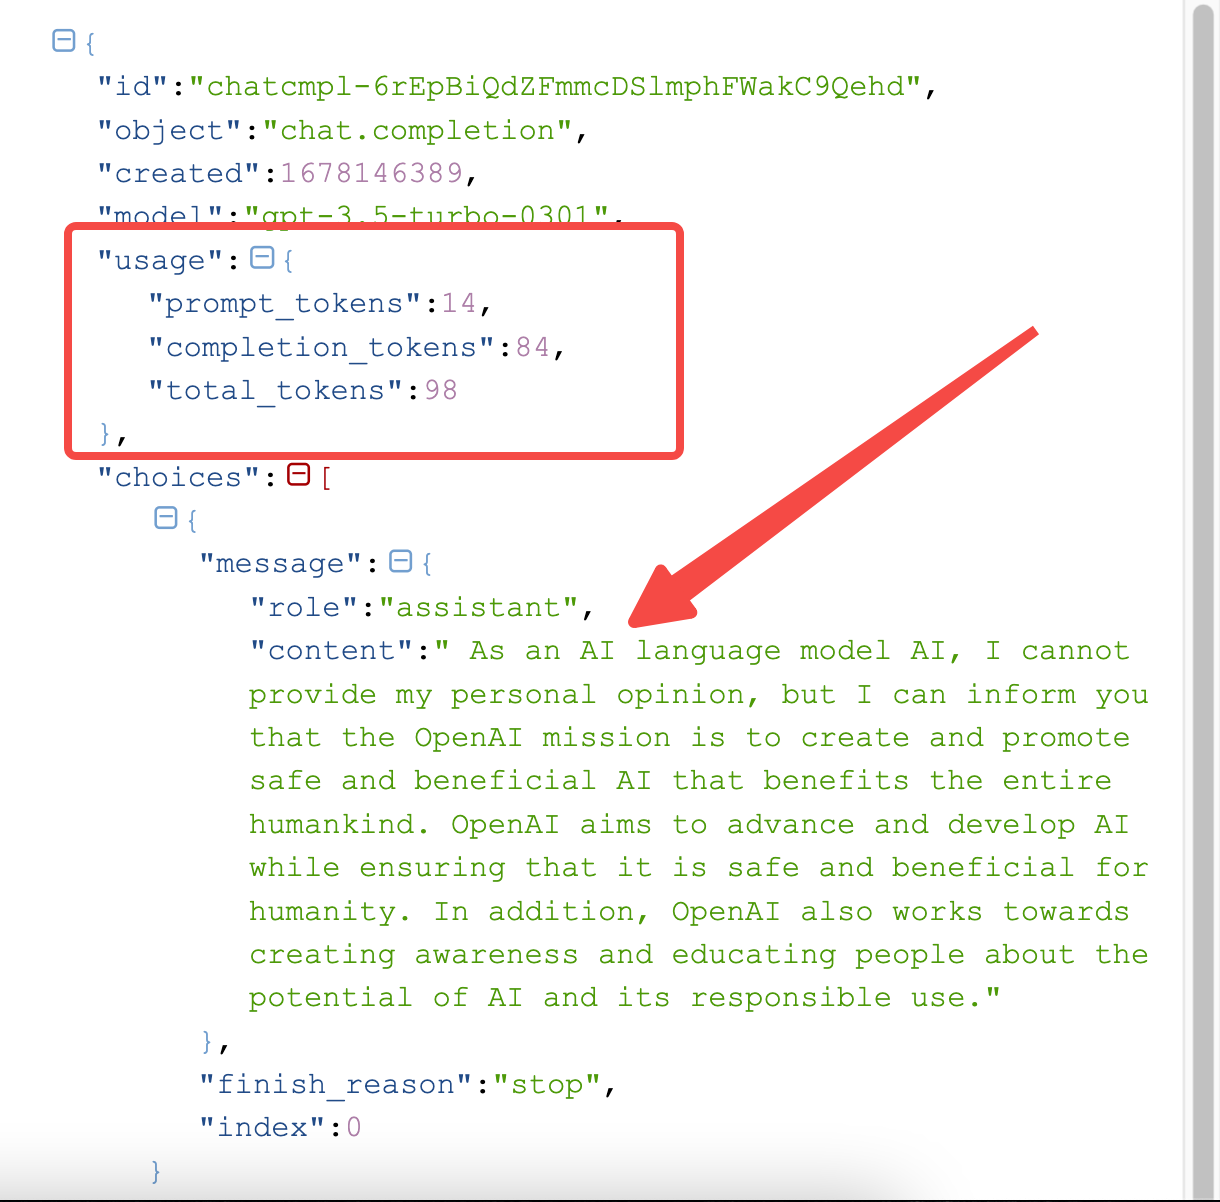 {
"id":"chatcmpl-6rEpBiQdZFmmcDSlmphFWakC9Qehd",
"object":"chat.completion",
"created":1678146389,
"model":"gpt-3.5-turbo-0301",
"usage":{
"prompt_tokens":14,
"completion_tokens":84,
"total_tokens":98
},
"choices":[
{
"message":{
"role":"assistant",
"content":" As an AI language model AI, I cannot
provide my personal opinion, but I can inform you
that the OpenAI mission is to create and promote
safe and beneficial AI that benefits the entire
humankind. OpenAI aims to advance and develop AI
while ensuring that it is safe and beneficial for
humanity. In addition, OpenAI also works towards
creating awareness and educating people about the
potential of AI and its responsible use."
},
"finish_reason":"stop",
"index":0
}